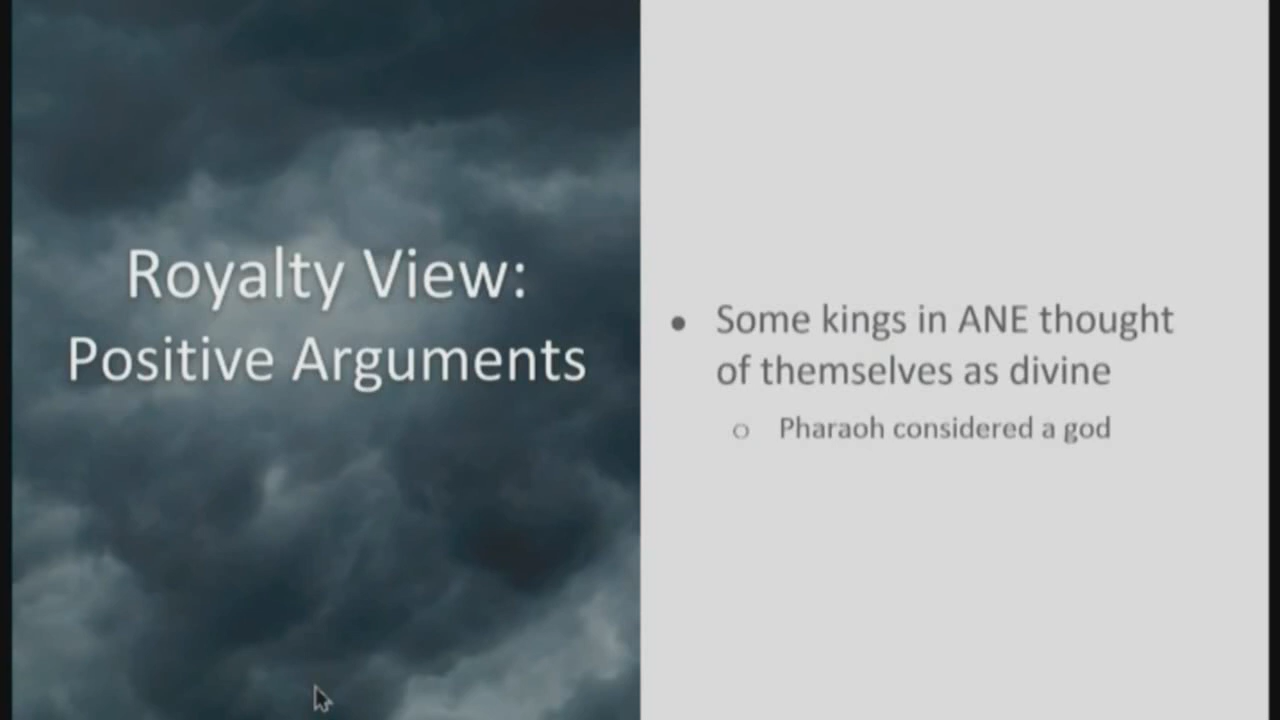 Royalty View:
Positive Arguments
• Some kings in ANE thought
of themselves as divine
○ Pharaoh considered a god